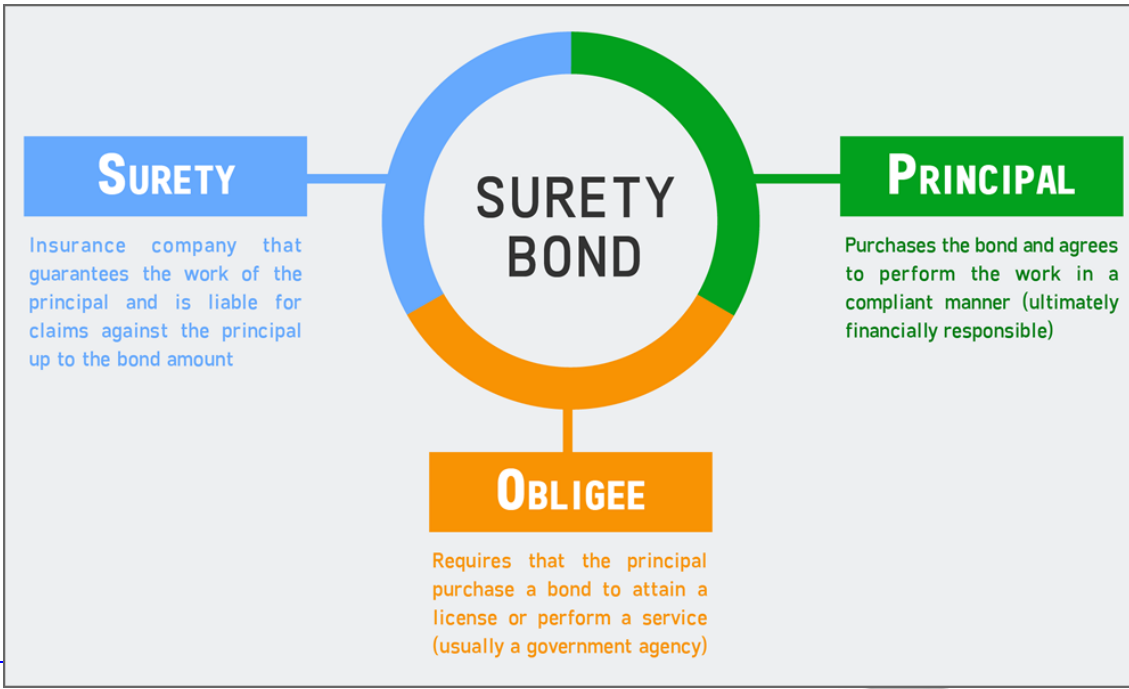 SURETY
BOND
SURETY
Insurance company that
guarantees the work of the
principal and is liable for
claims against the principal
up to the bond amount
PRINCIPAL
Purchases the bond and agrees
to perform the work in a
compliant manner (ultimately
financially responsible)
OBLIGEE
Requires that the principal
purchase a bond to attain a
license or perform a service
(usually a government agency)